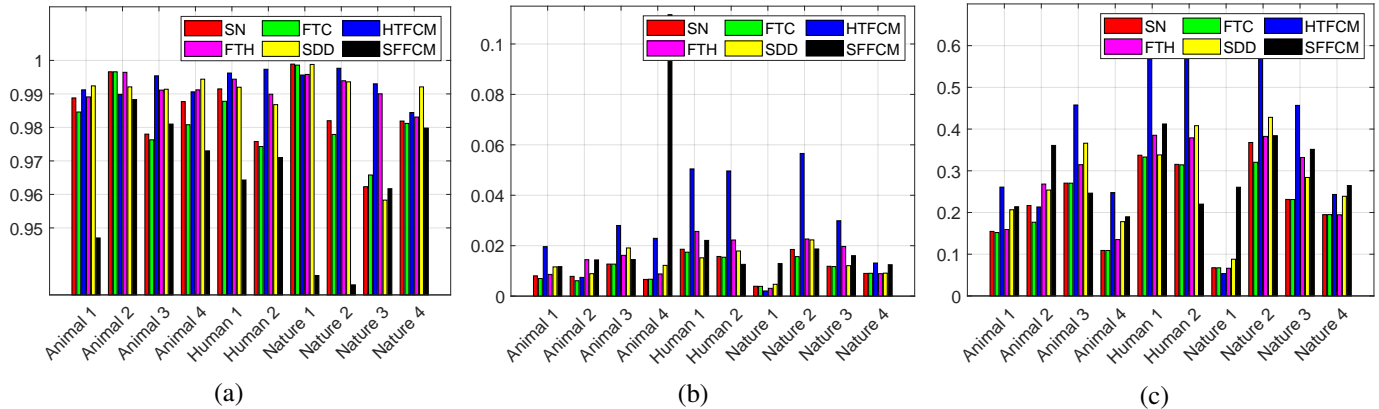 SN FTC HTFCM
FTH SDD SFFCM
1
0.99
0.98
0.97
0.96
0.95
Animal 1
Animal 2
Animal 3
Animal 4
Human 1
Human 2
Nature 1
Nature 2
Nature 3
Nature 4
(a)
SN FTC HTFCM
FTH SDD SFFCM
0.1
0.08
0.06
0.04
0.02
0
Animal 1
Animal 2
Animal 3
Animal 4
Human 1
Human 2
Nature 1
Nature 2
Nature 3
Nature 4
(b)
SN FTC HTFCM
FTH SDD SFFCM
0.6
0.5
0.4
0.3
0.2
0.1
0
Animal 1
Animal 2
Animal 3
Animal 4
Human 1
Human 2
Nature 1
Nature 2
Nature 3
Nature 4
(c)